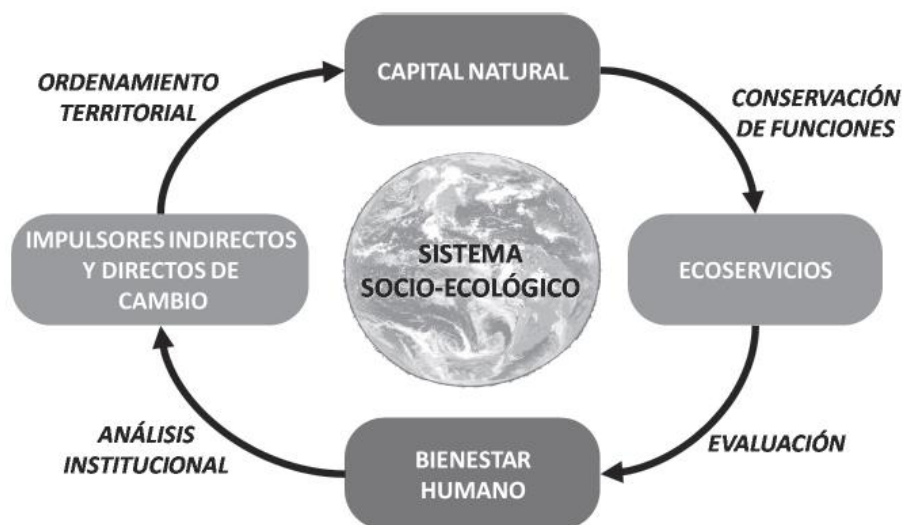 CAPITAL NATURAL
CONSERVACIÓN
DE FUNCIONES
ECOSERVICIOS
EVALUACIÓN
BIENESTAR
HUMANO
ANÁLISIS
INSTITUCIONAL
IMPULSORES INDIRECTOS
Y DIRECTOS DE
CAMBIO
ORDENAMIENTO
TERRITORIAL
SISTEMA
SOCIO-ECOLÓGICO